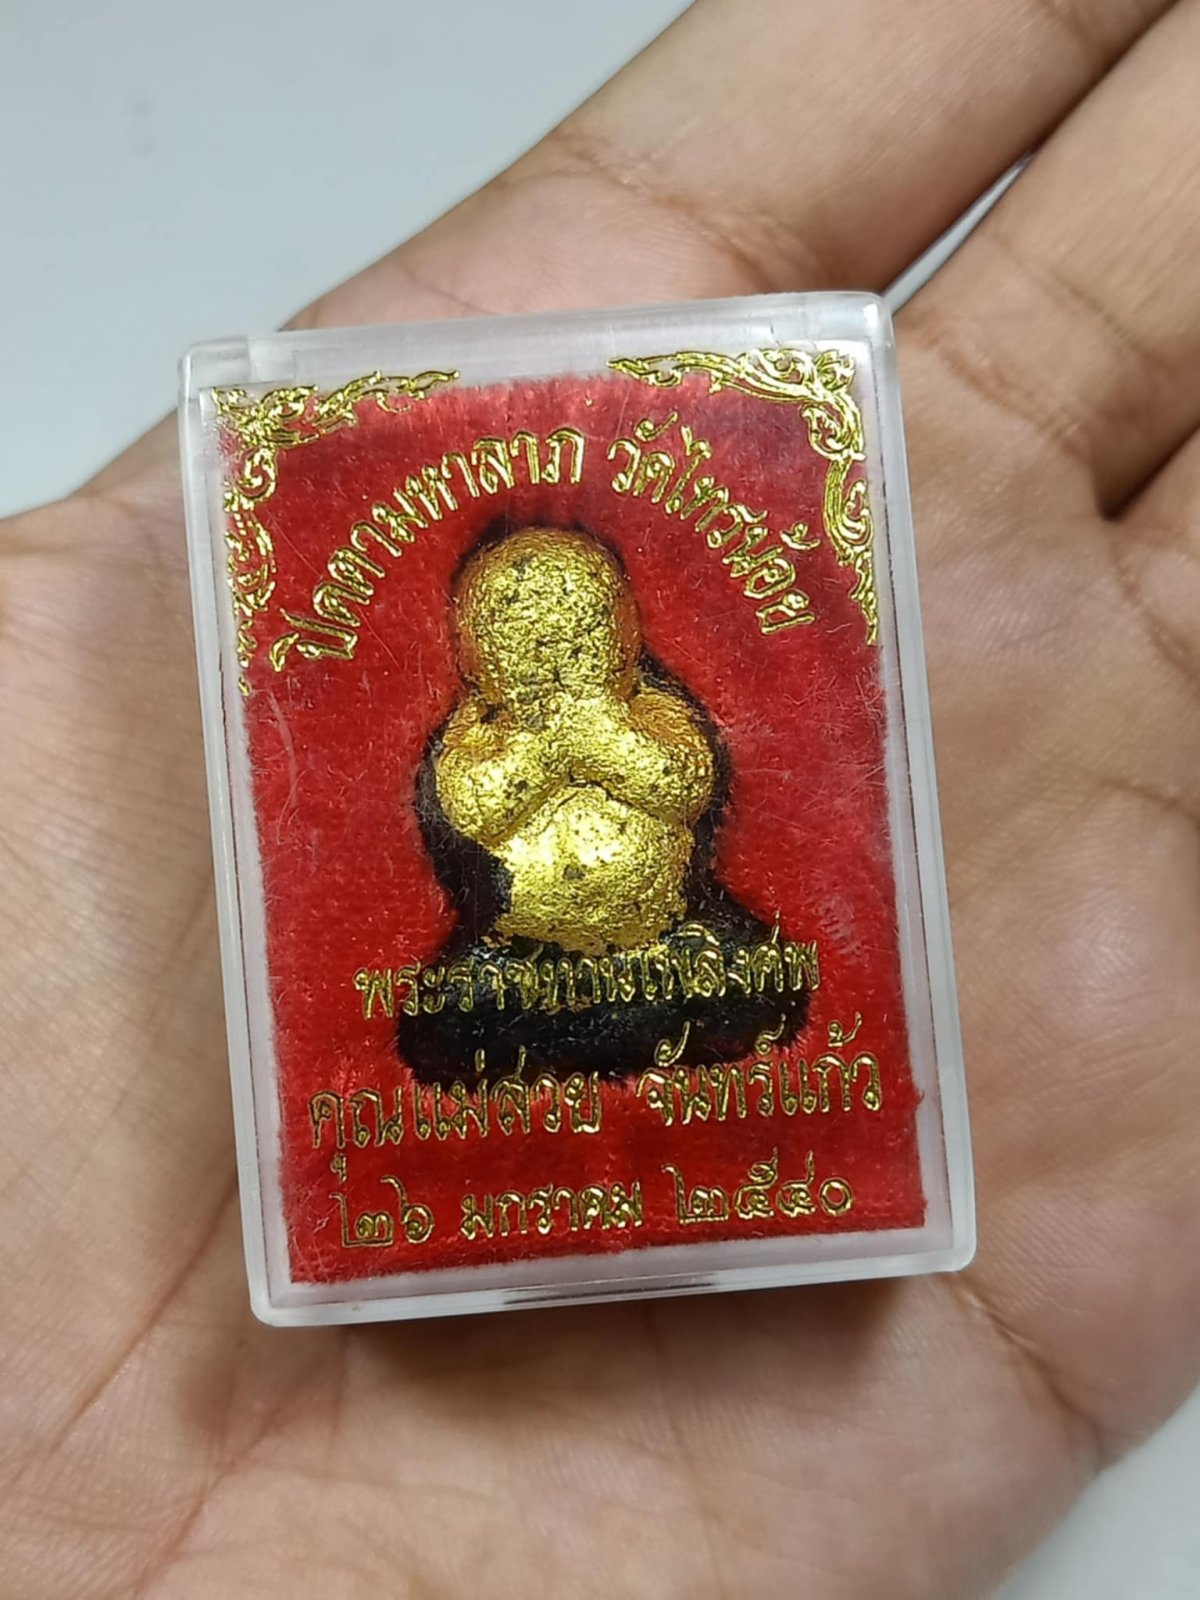 ปิดตามหาลาภ วัดไทรน้อย
พระราชทานเพลิงศพ
คุณแม่สวย จันทร์แก้ว
๒๖ มกราคม ๒๕๔๐